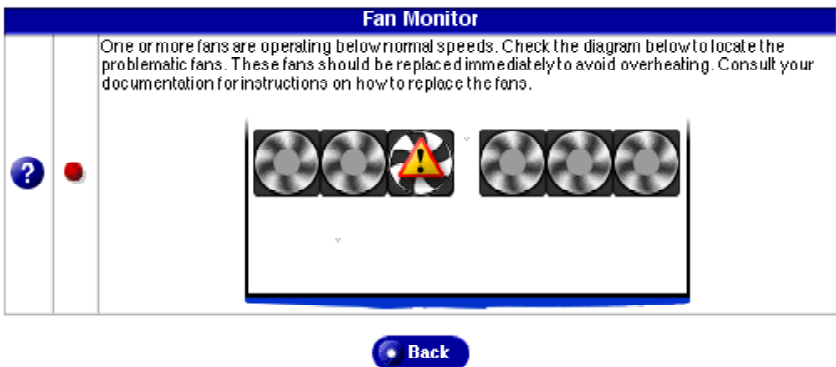 Fan Monitor
One or more fans are operating below normal speeds. Check the diagram below to locate the
problematic fans. These fans should be replaced immediately to avoid overheating. Consult your
documentation for instructions on how to replace the fans.
?
!
Back